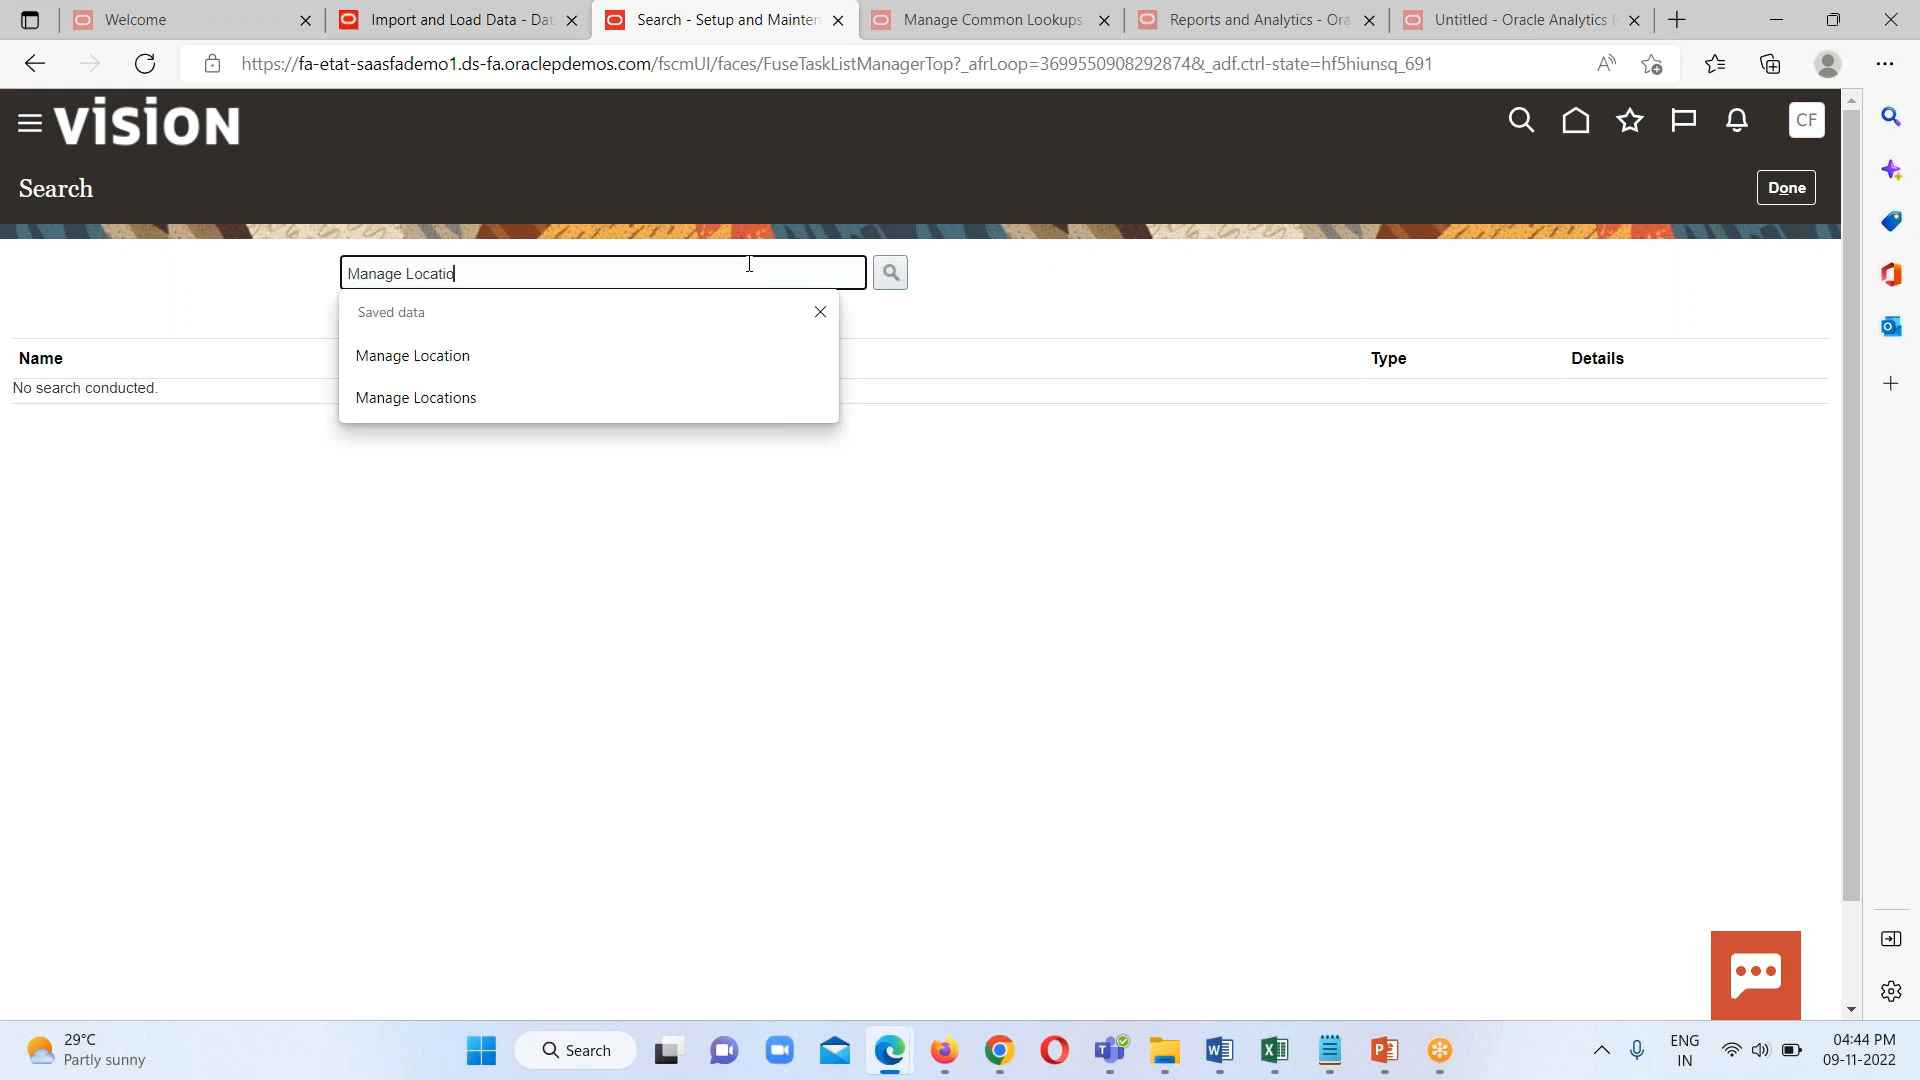 Welcome
Import and Load Data - Dat
Search - Setup and Mainten
Manage Common Lookups
Reports and Analytics - Ora
Untitled - Oracle Analytics P
https://fa-etat-saasfademo1.ds-fa.oraclepdemos.com/fscmUI/faces/FuseTaskListManagerTop?_afrLoop=3699550908292874&_adf.ctrl-state=hf5hiunsq_691
VISION
CF
Search
Done
Manage Locatio
Saved data
Manage Location
Manage Locations
Name
Type
Details
No search conducted.
29°C
Partly sunny
Search
ENG
IN
04:44 PM
09-11-2022